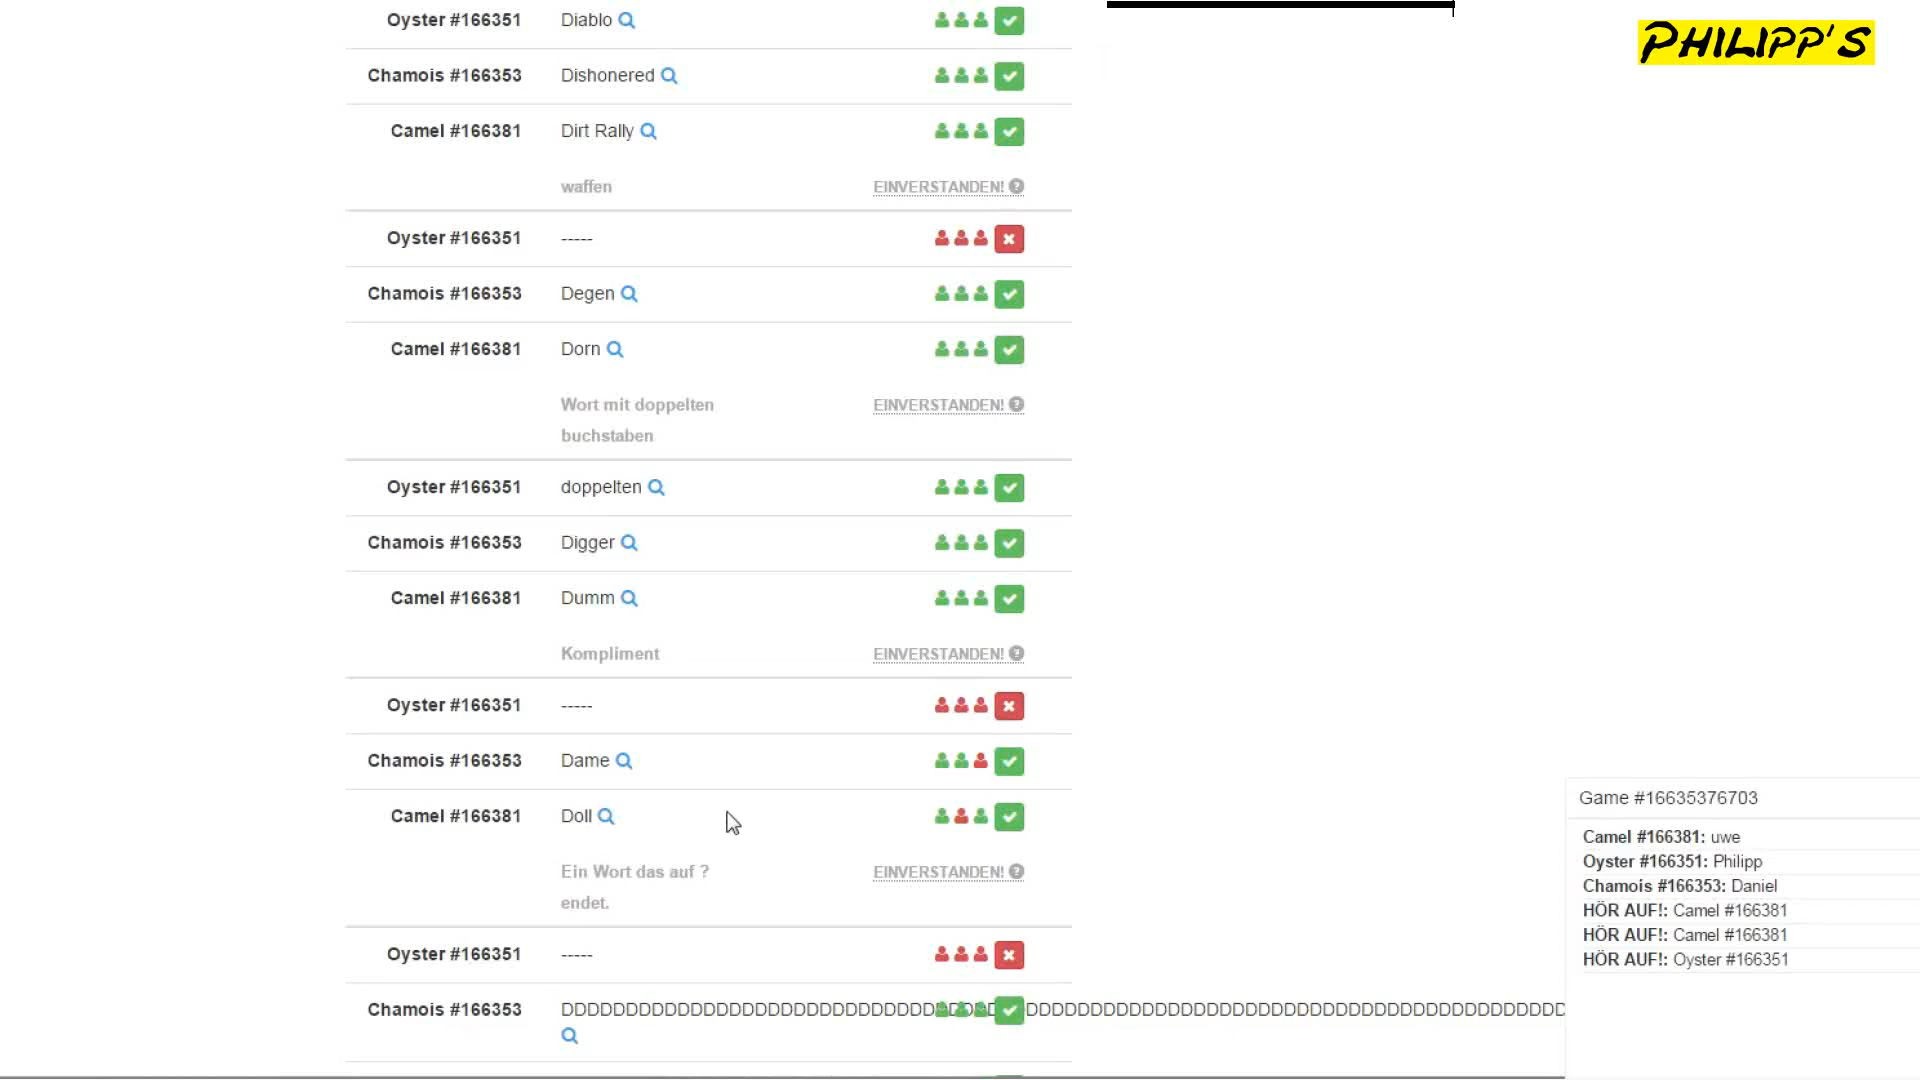 PHILIPP'S
Oyster #166351 Diablo
Chamois #166353 Dishonered
Camel #166381 Dirt Rally
waffen EINVERSTANDEN!
Oyster #166351 -----
Chamois #166353 Degen
Camel #166381 Dorn
Wort mit doppelten EINVERSTANDEN!
buchstaben
Oyster #166351 doppelten
Chamois #166353 Digger
Camel #166381 Dumm
Kompliment EINVERSTANDEN!
Oyster #166351 -----
Chamois #166353 Dame
Camel #166381 Doll
Ein Wort das auf ? EINVERSTANDEN!
endet.
Oyster #166351 -----
Chamois #166353
Game #16635376703
Camel #166381: uwe
Oyster #166351: Philipp
Chamois #166353: Daniel
HÖR AUF!: Camel #166381
HÖR AUF!: Camel #166381
HÖR AUF!: Oyster #166351